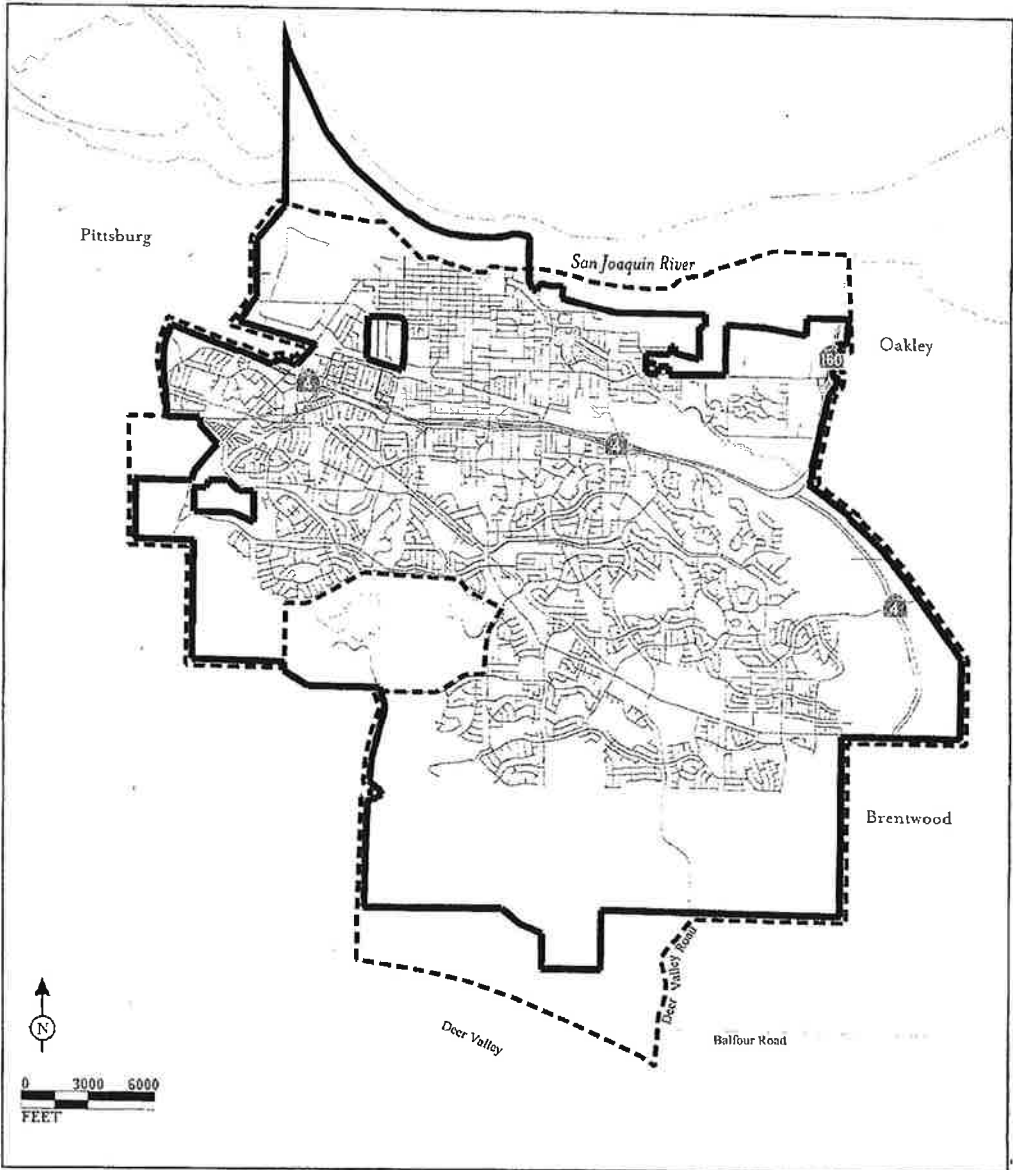 Pittsburg
San Joaquin River
Oakley
160
4
4
4
Brentwood
Deer Valley Road
Deer Valley
Balfour Road
N
0 3000 6000
FEET